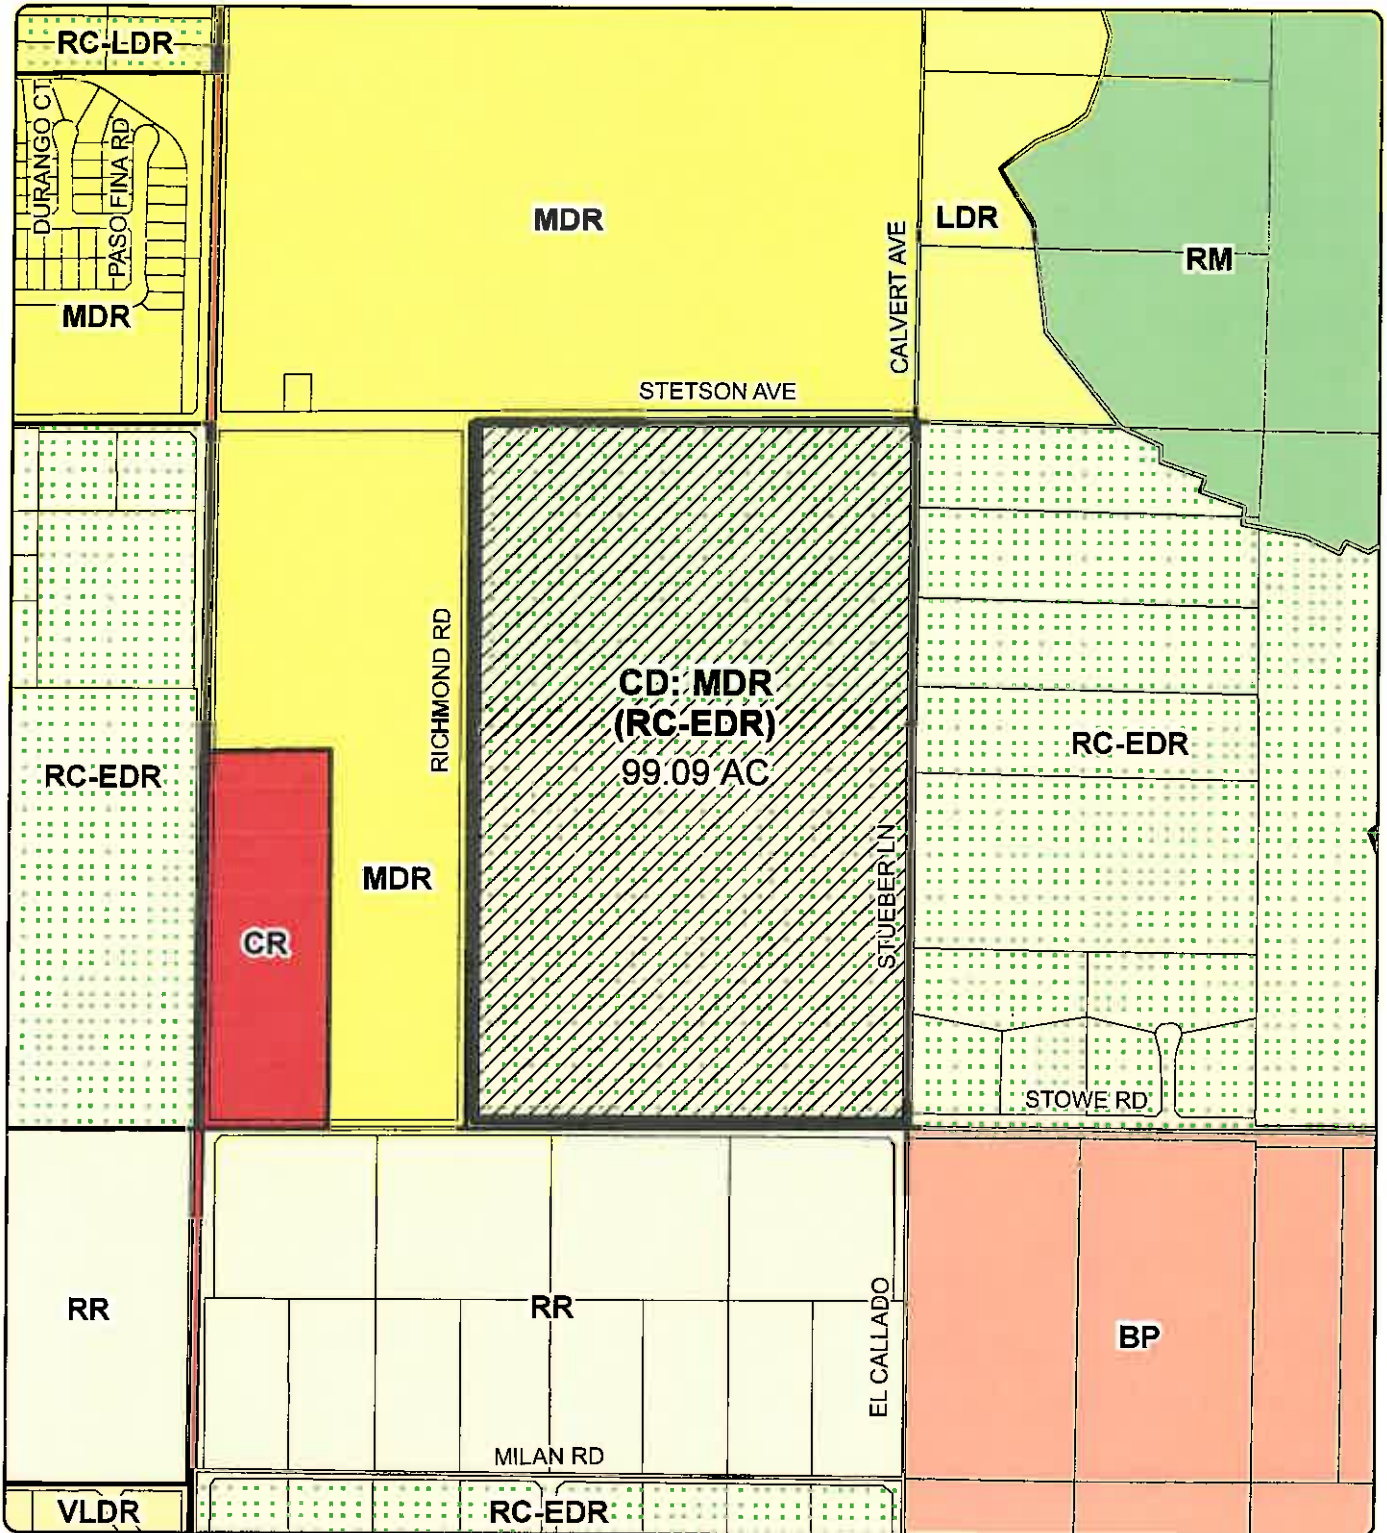 RC-LDR
DURANGO CT
PASO FINA RD
MDR
MDR
CALVERT AVE
LDR
RM
STETSON AVE
RICHMOND RD
CD: MDR
(RC-EDR)
99.09 AC
RC-EDR
RC-EDR
MDR
CR
STUEBER LN
STOWE RD
RR
RR
EL CALLADO
BP
MILAN RD
VLDR
RC-EDR